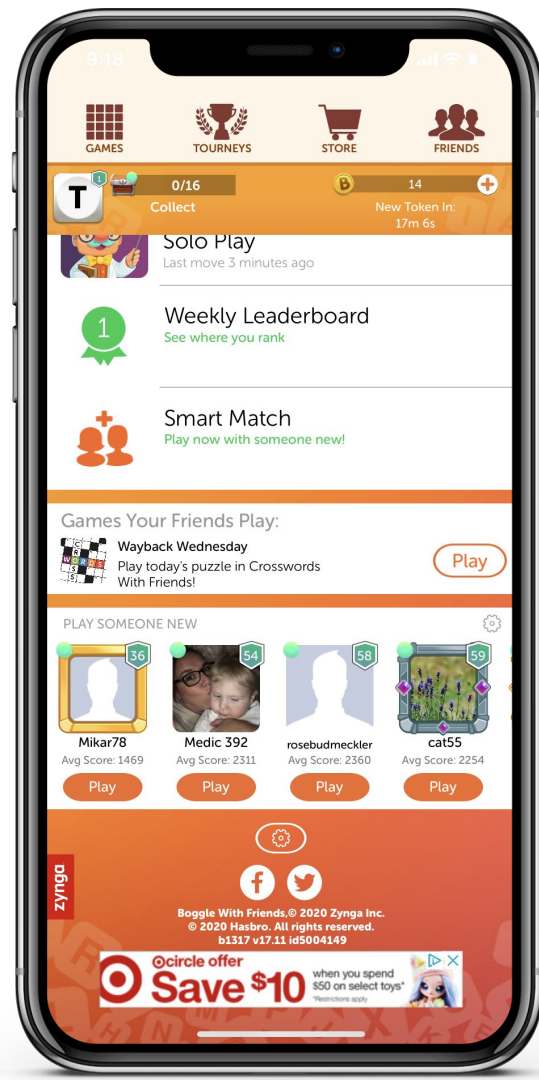 9:18
GAMES
TOURNEYS
STORE
FRIENDS
T
1
0/16
B
14
Collect
New Token In:
17m 6s
Solo Play
Last move 3 minutes ago
1
Weekly Leaderboard
See where you rank
Smart Match
Play now with someone new!
Games Your Friends Play:
CROSS
WORDS
Wayback Wednesday
Play today's puzzle in Crosswords
With Friends!
Play
PLAY SOMEONE NEW
36
54
58
59
Mikar78
Medic 392
rosebudmeckler
cat55
Avg Score: 1469
Avg Score: 2311
Avg Score: 2360
Avg Score: 2254
Play
Play
Play
Play
zynga
Boggle With Friends,© 2020 Zynga Inc.
© 2020 Hasbro. All rights reserved.
b1317 v17.11 id5004149
circle offer
Save $10
when you spend
$50 on select toys*
*Restrictions apply